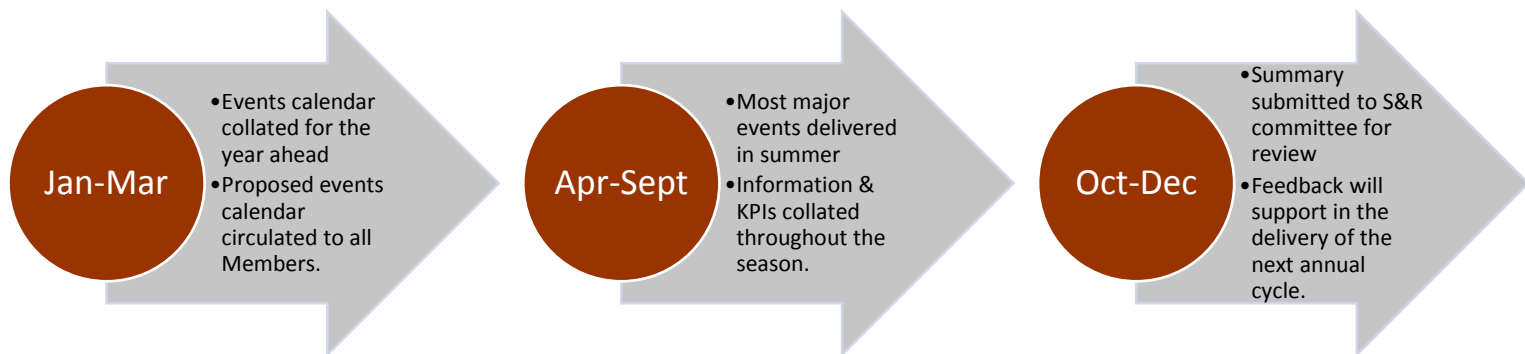 Jan-Mar
•Events calendar
collated for the
year ahead
•Proposed events
calendar
circulated to all
Members.
Apr-Sept
•Most major
events delivered
in summer
•Information &
KPIs collated
throughout the
season.
Oct-Dec
•Summary
submitted to S&R
committee for
review
•Feedback will
support in the
delivery of the
next annual
cycle.